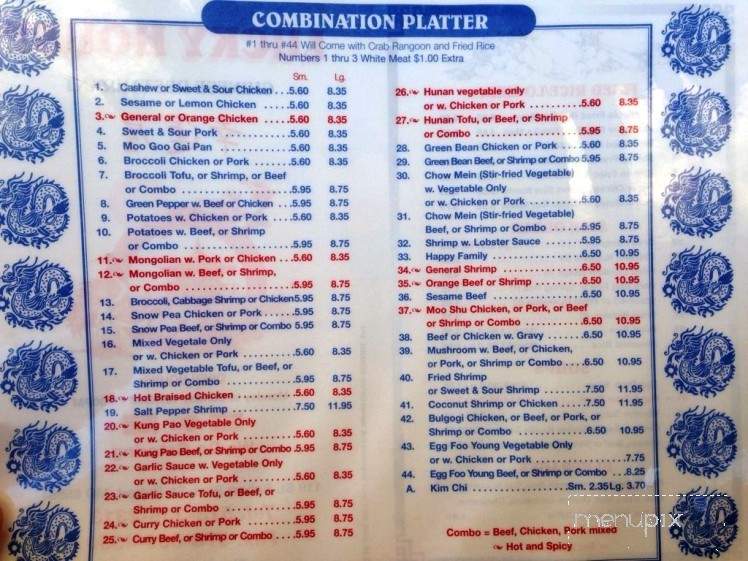 COMBINATION PLATTER
#1 thru #44 Will Come with Crab Rangoon and Fried Rice
Numbers 1 thru 3 White Meat $1.00 Extra
Sm. Lg.
1. Cashew or Sweet & Sour Chicken . . .5.60 8.35
2. Sesame or Lemon Chicken . . . . . . .5.60 8.35
3. General or Orange Chicken . . . . . .5.60 8.35
4. Sweet & Sour Pork . . . . . . . . . . . .5.60 8.35
5. Moo Goo Gai Pan . . . . . . . . . . . . .5.60 8.35
6. Broccoli Chicken or Pork . . . . . . . .5.60 8.35
7. Broccoli Tofu, or Shrimp, or Beef
or Combo . . . . . . . . . . . . . . . . . . .5.95 8.75
8. Green Pepper w. Beef or Chicken . . .5.95 8.75
9. Potatoes w. Chicken or Pork . . . . .5.60 8.35
10. Potatoes w. Beef, or Shrimp
or Combo . . . . . . . . . . . . . . . . . . .5.95 8.75
11. Mongolian w. Pork or Chicken . . .5.60 8.35
12. Mongolian w. Beef, or Shrimp,
or Combo . . . . . . . . . . . . . . . . . . .5.95 8.75
13. Broccoli, Cabbage Shrimp or Chicken5.95 8.75
14. Snow Pea Chicken or Pork . . . . . .5.95 8.75
15. Snow Pea Beef, or Shrimp or Combo 5.95 8.75
16. Mixed Vegetale Only
or w. Chicken or Pork . . . . . . . . . .5.60 8.35
17. Mixed Vegetable Tofu, or Beef, or
Shrimp or Combo . . . . . . . . . . . . .5.95 8.75
18. Hot Braised Chicken . . . . . . . . . . .5.60 8.35
19. Salt Pepper Shrimp . . . . . . . . . . . .7.50 11.95
20. Kung Pao Vegetable Only
or w. Chicken or Pork . . . . . . . . . .5.60 8.35
21. Kung Pao Beef, or Shrimp or Combo .5.95 8.75
22. Garlic Sauce w. Vegetable Only
or w. Chicken or Pork . . . . . . . . . .5.60 8.35
23. Garlic Sauce Tofu, or Beef, or
Shrimp or Combo . . . . . . . . . . . . .5.95 8.75
24. Curry Chicken or Pork . . . . . . . . . .5.95 8.75
25. Curry Beef, or Shrimp or Combo . . . .5.95 8.75
26. Hunan vegetable only
or w. Chicken or Pork . . . . . . . . . .5.60 8.35
27. Hunan Tofu, or Beef, or Shrimp
or Combo . . . . . . . . . . . . . . . . . . .5.95 8.75
28. Green Bean Chicken or Pork . . . . .5.60 8.35
29. Green Bean Beef, or Shrimp or Combo 5.95 8.75
30. Chow Mein (Stir-fried Vegetable)
w. Vegetable Only
or w. Chicken or Pork . . . . . . . . . .5.60 8.35
31. Chow Mein (Stir-fried Vegetable)
Beef, or Shrimp or Combo . . . . . . .5.95 8.75
32. Shrimp w. Lobster Sauce . . . . . . .5.95 8.75
33. Happy Family . . . . . . . . . . . . . . . .6.50 10.95
34. General Shrimp . . . . . . . . . . . . . .6.50 10.95
35. Orange Beef or Shrimp . . . . . . . . .6.50 10.95
36. Sesame Beef . . . . . . . . . . . . . . . .6.50 10.95
37. Moo Shu Chicken, or Pork, or Beef
or Shrimp or Combo . . . . . . . . . . .6.50 10.95
38. Beef or Chicken w. Gravy . . . . . . .6.50 10.95
39. Mushroom w. Beef, or Chicken,
or Pork, or Shrimp or Combo . . . .6.50 10.95
40. Fried Shrimp
or Sweet & Sour Shrimp . . . . . . . .7.50 11.95
41. Coconut Shrimp or Chicken . . . . .7.50 11.95
42. Bulgogi Chicken, or Beef, or Pork, or
Shrimp or Combo . . . . . . . . . . . . .6.50 10.95
43. Egg Foo Young Vegetable Only
or w. Chicken or Pork . . . . . . . . . . . . . . . .7.75
44. Egg Foo Young Beef, or Shrimp or Combo . . .8.25
A. Kim Chi . . . . . . . . . . . . . . .Sm. 2.35 Lg. 3.70
Combo = Beef, Chicken, Pork mixed
Hot and Spicy
menupix